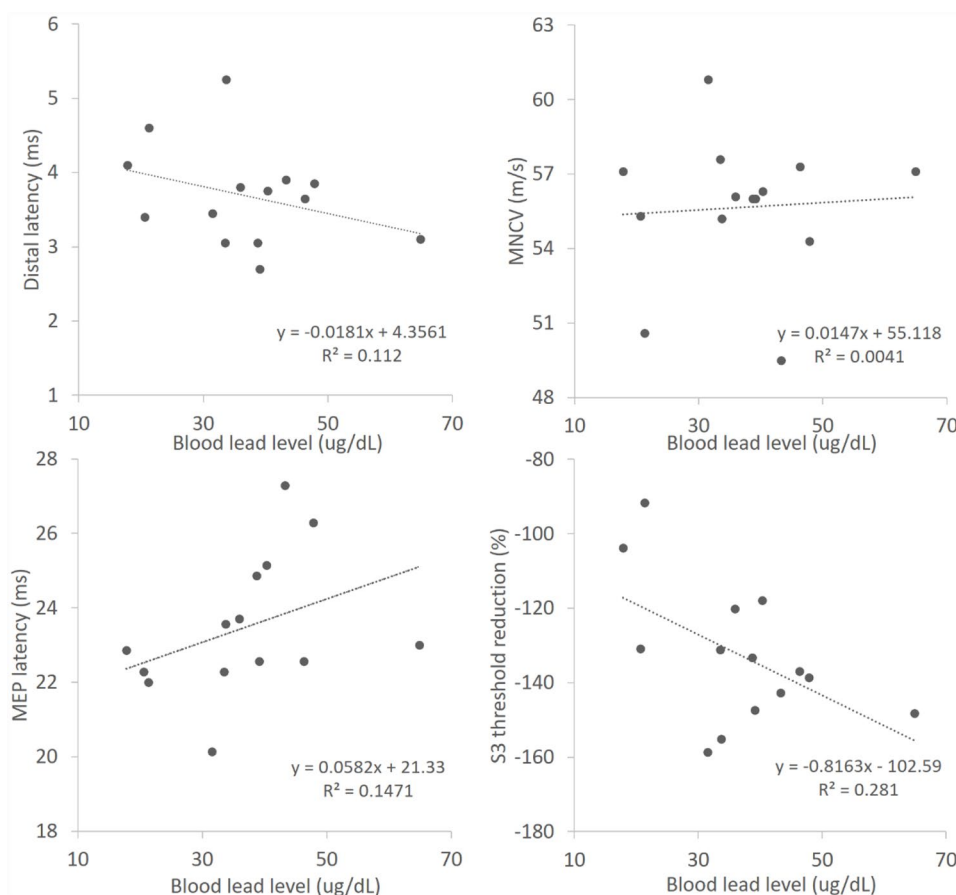 6
5
4
3
2
1
Distal latency (ms)
y = -0.0181x + 4.3561
R² = 0.112
10
30
50
70
Blood lead level (ug/dL)
63
60
57
54
51
48
MNCV (m/s)
y = 0.0147x + 55.118
R² = 0.0041
10
30
50
70
Blood lead level (ug/dL)
28
26
24
22
20
18
MEP latency (ms)
y = 0.0582x + 21.33
R² = 0.1471
10
30
50
70
Blood lead level (ug/dL)
-80
-100
-120
-140
-160
-180
S3 threshold reduction (%)
y = -0.8163x - 102.59
R² = 0.281
10
30
50
70
Blood lead level (ug/dL)